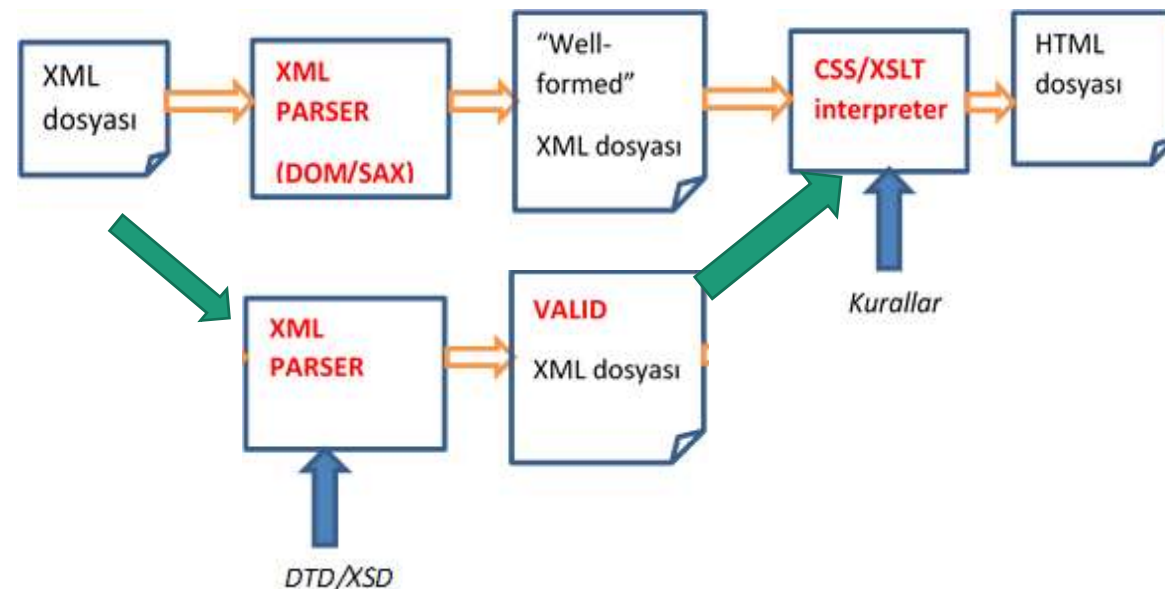 XML
dosyası
XML
PARSER
(DOM/SAX)
“Well-
formed”
XML dosyası
CSS/XSLT
interpreter
HTML
dosyası
Kurallar
XML
PARSER
VALID
XML dosyası
DTD/XSD